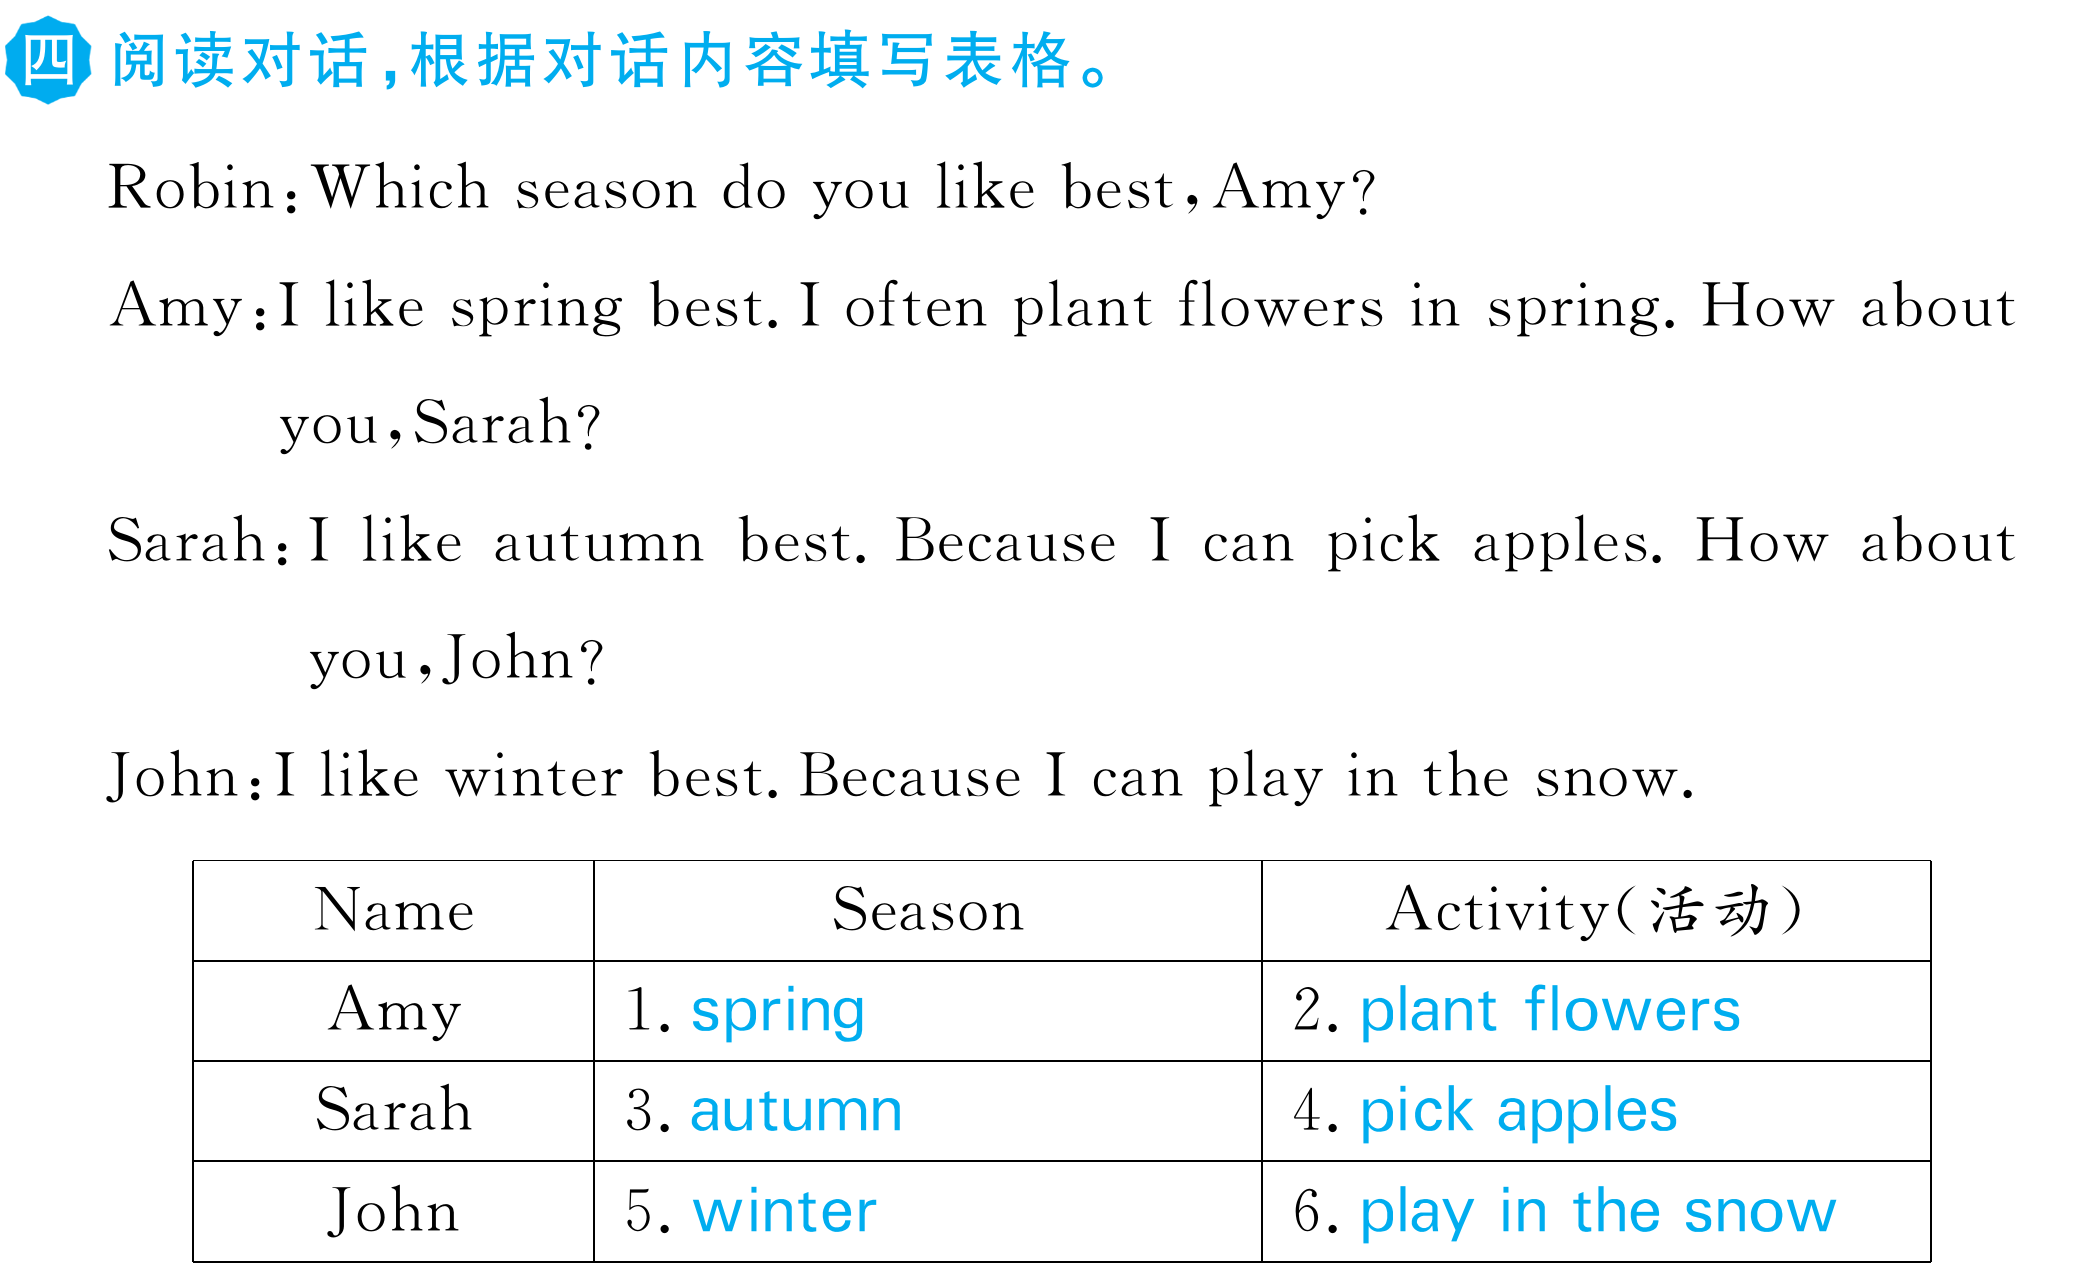 四 阅读对话,根据对话内容填写表格。
Robin:Which season do you like best,Amy?
Amy:I like spring best. I often plant flowers in spring. How about
you,Sarah?
Sarah:I like autumn best. Because I can pick apples. How about
you,John?
John:I like winter best. Because I can play in the snow.
Name Season Activity(活动)
Amy 1. spring 2. plant flowers
Sarah 3. autumn 4. pick apples
John 5. winter 6. play in the snow